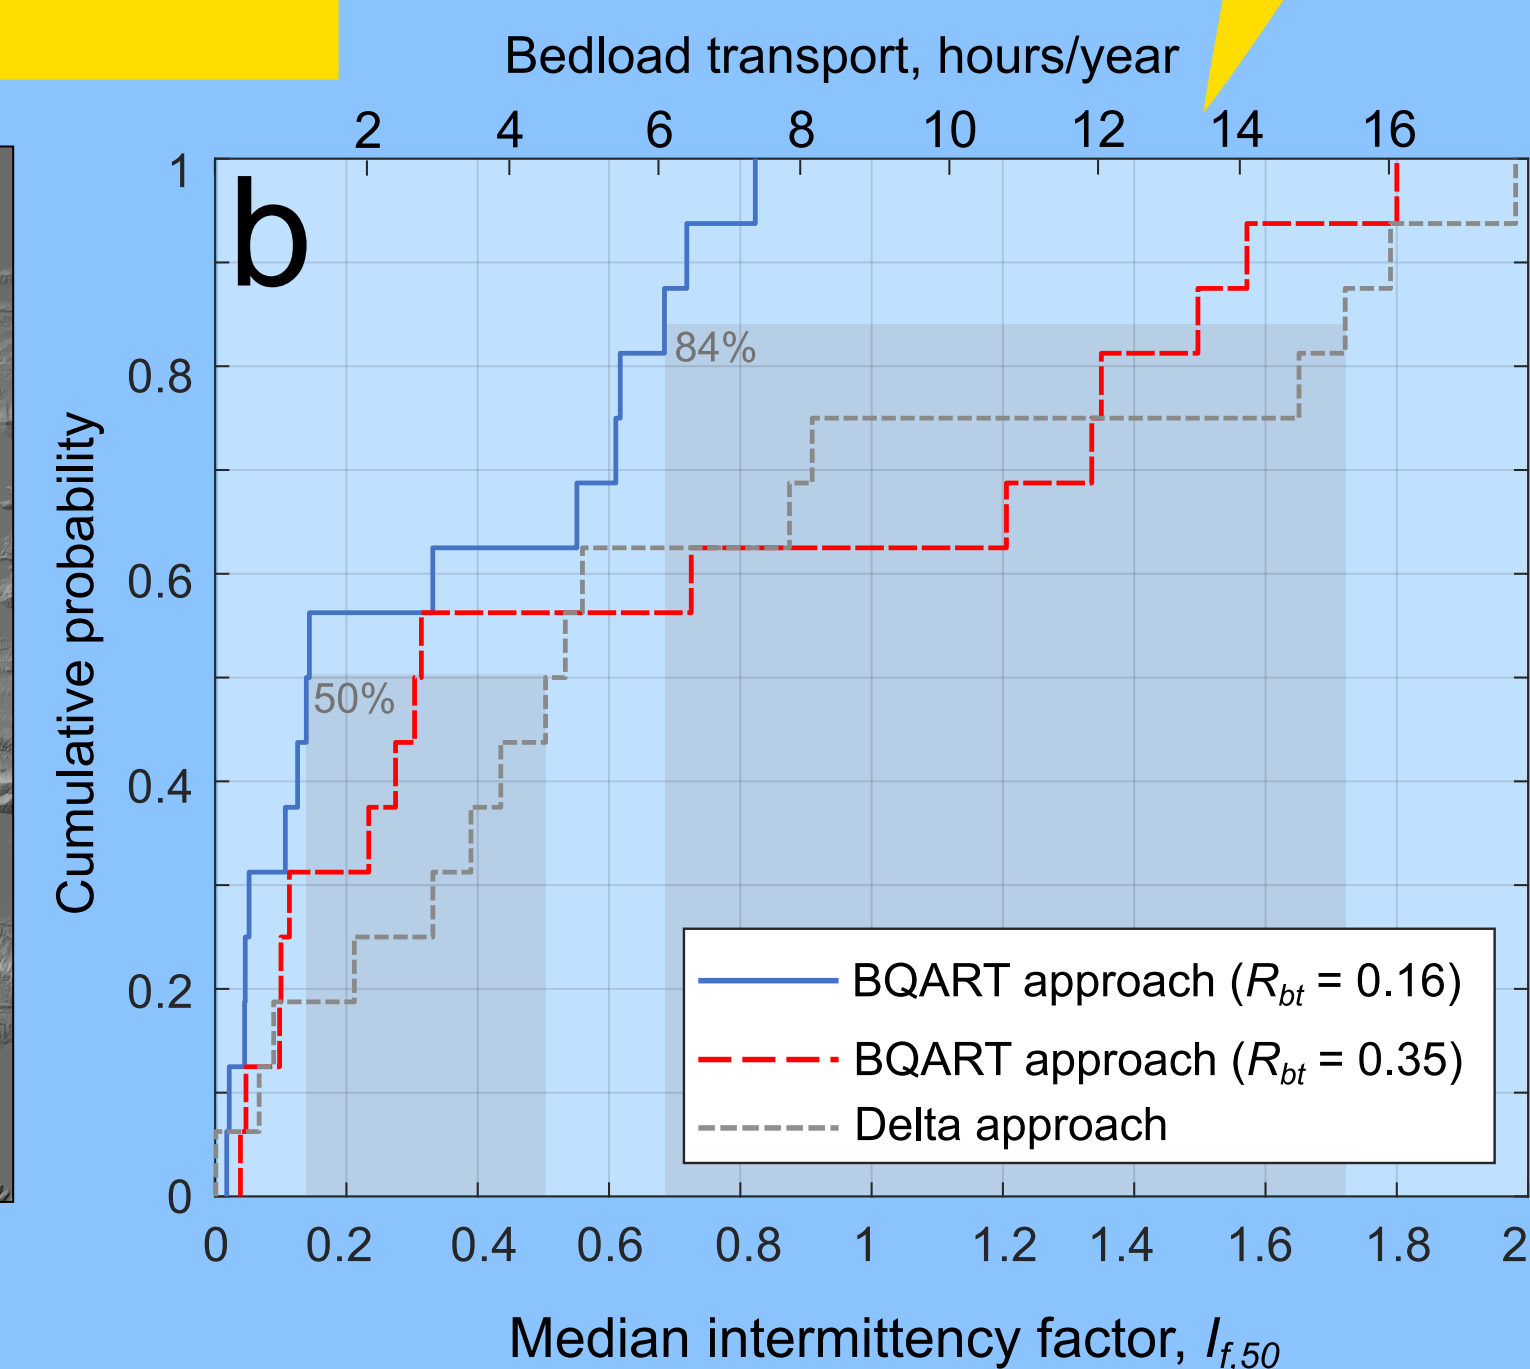 Bedload transport, hours/year
2 4 6 8 10 12 14 16
b
1
0.8
0.6
0.4
0.2
0
Cumulative probability
84%
50%
BQART approach (Rbt = 0.16)
BQART approach (Rbt = 0.35)
Delta approach
0 0.2 0.4 0.6 0.8 1 1.2 1.4 1.6 1.8 2
Median intermittency factor, If,50